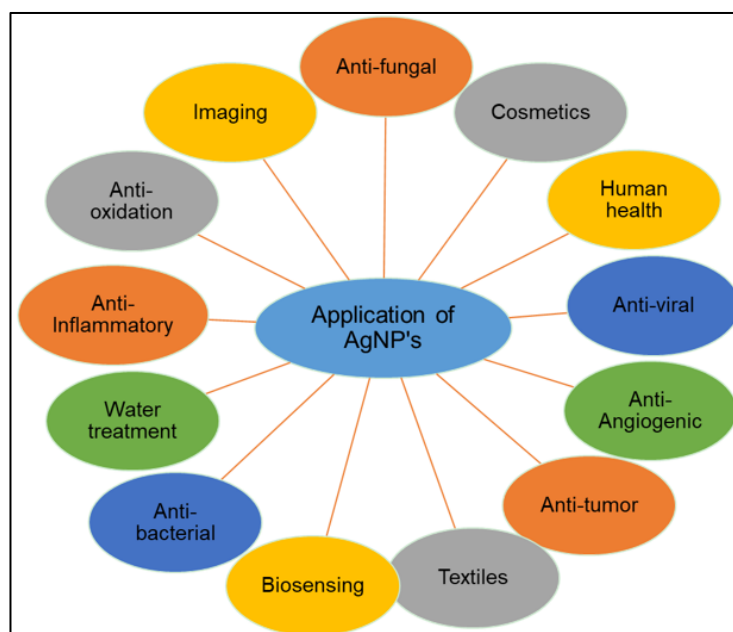 Anti-fungal
Cosmetics
Human
health
Anti-viral
Anti-
Angiogenic
Anti-tumor
Textiles
Biosensing
Anti-
bacterial
Water
treatment
Anti-
Inflammatory
Anti-
oxidation
Imaging
Application of
AgNP's